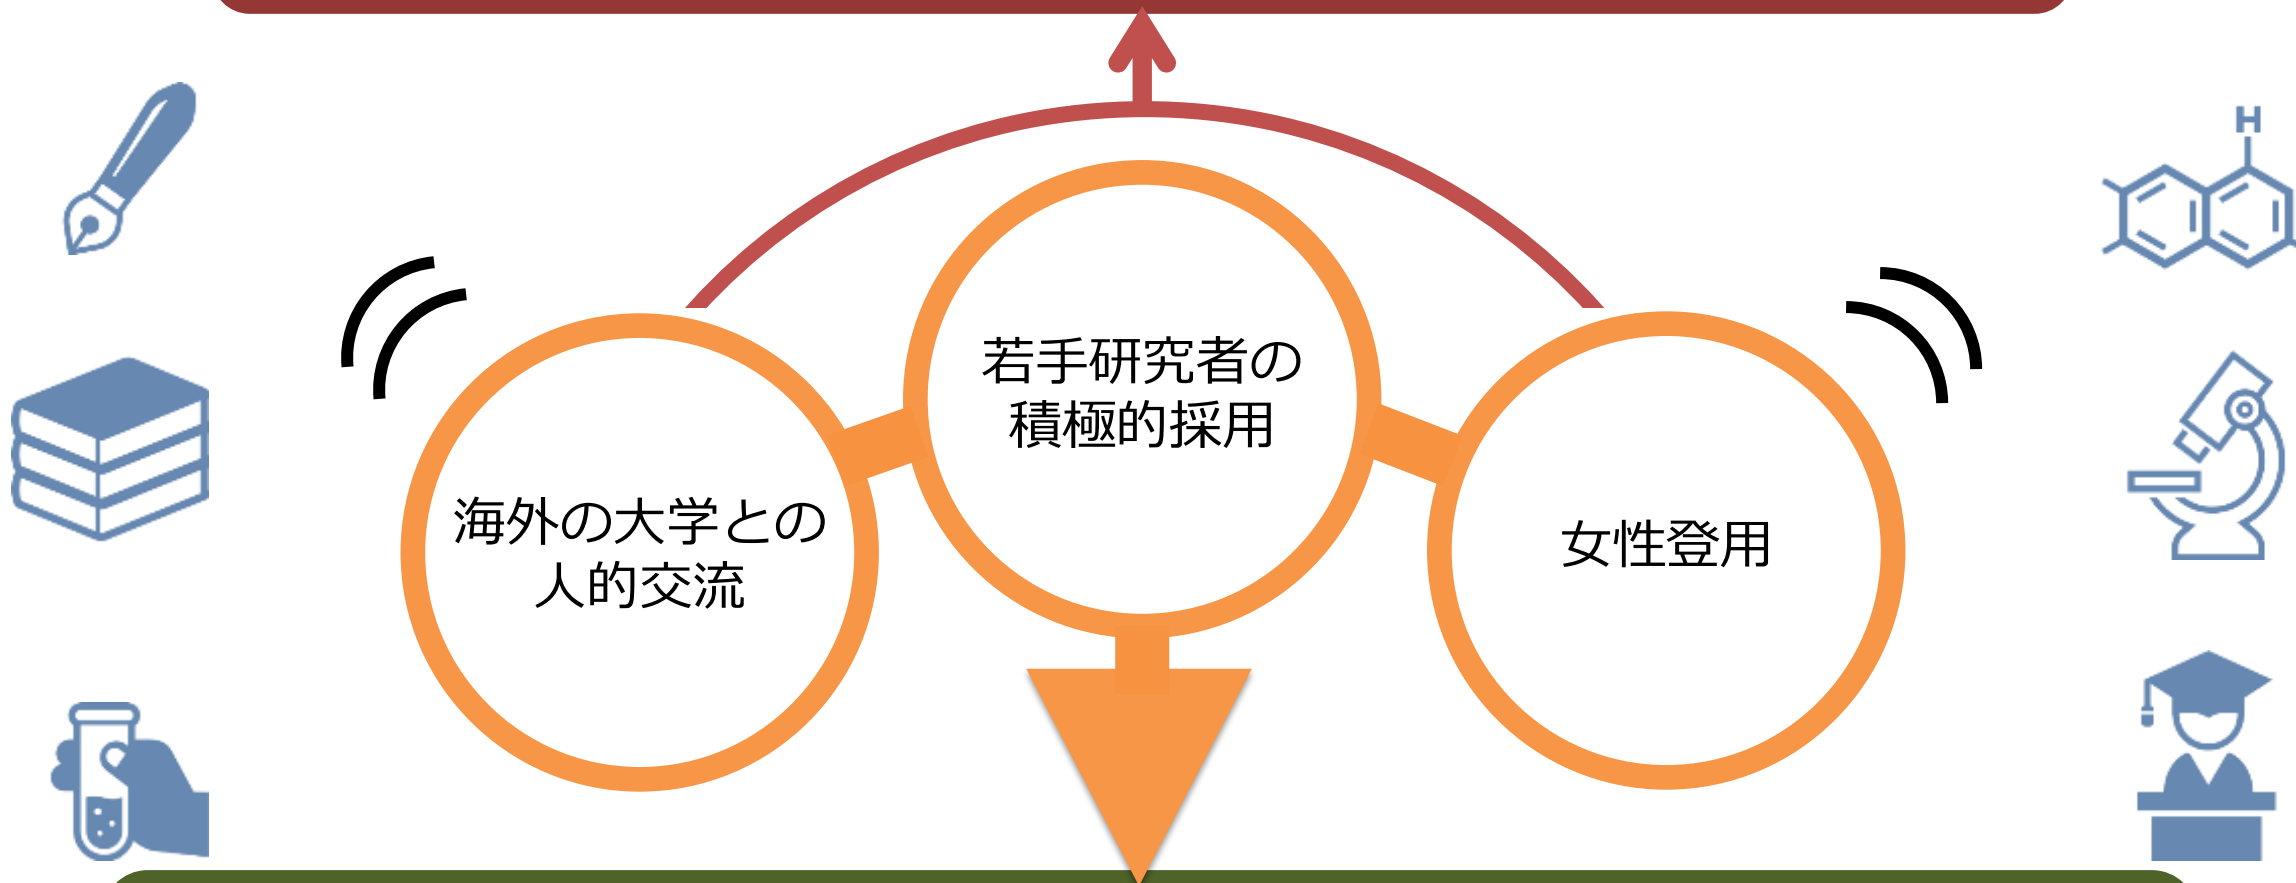 H
若手研究者の
積極的採用
海外の大学との
人的交流
女性登用